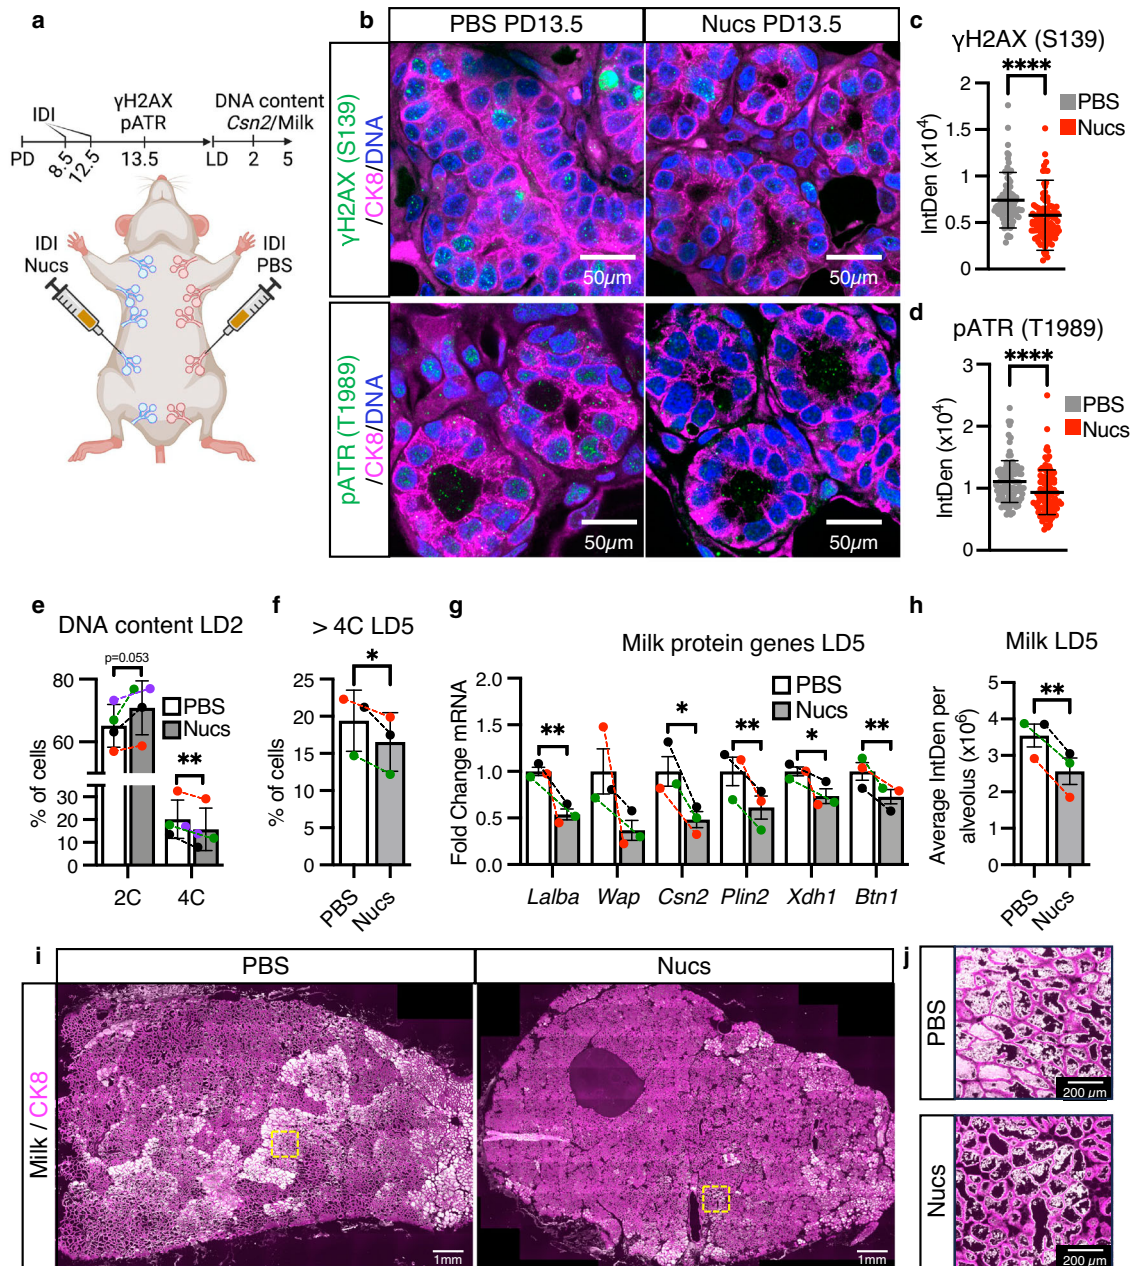 a
IDI
γH2AX
pATR
DNA content
Csn2/Milk
PD
8.5
12.5
13.5
LD
2
5
IDI
Nucs
IDI
PBS
b
PBS PD13.5
Nucs PD13.5
γH2AX (S139)
/CK8/DNA
50µm
50µm
pATR (T1989)
/CK8/DNA
50µm
50µm
c
γH2AX (S139)
****
PBS
Nucs
IntDen (x10⁴)
2
1.5
1
0.5
0
d
pATR (T1989)
****
PBS
Nucs
IntDen (x10⁴)
3
2
1
0
e
DNA content LD2
p=0.053
PBS
Nucs
**
% of cells
80
60
30
20
10
0
2C
4C
f
> 4C LD5
*
% of cells
25
20
15
10
5
0
PBS
Nucs
g
Milk protein genes LD5
PBS
Nucs
Fold Change mRNA
2.0
1.5
1.0
0.5
0.0
**
*
**
*
**
Lalba
Wap
Csn2
Plin2
Xdh1
Btn1
h
Milk LD5
**
Average IntDen per
alveolus (x10⁶)
5
4
3
2
1
0
PBS
Nucs
i
PBS
Nucs
Milk / CK8
1mm
1mm
j
PBS
200 µm
Nucs
200 µm